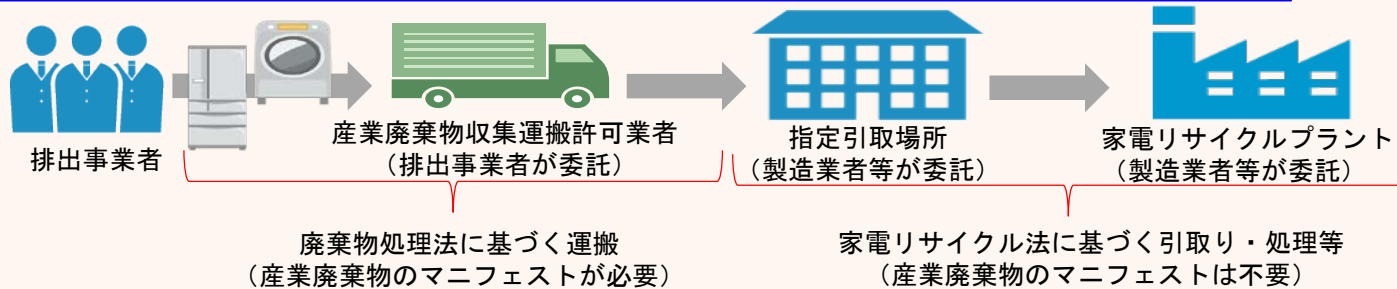 排出事業者
産業廃棄物収集運搬許可業者
（排出事業者が委託）
指定引取場所
（製造業者等が委託）
家電リサイクルプラント
（製造業者等が委託）
廃棄物処理法に基づく運搬
（産業廃棄物のマニフェストが必要）
家電リサイクル法に基づく引取り・処理等
（産業廃棄物のマニフェストは不要）